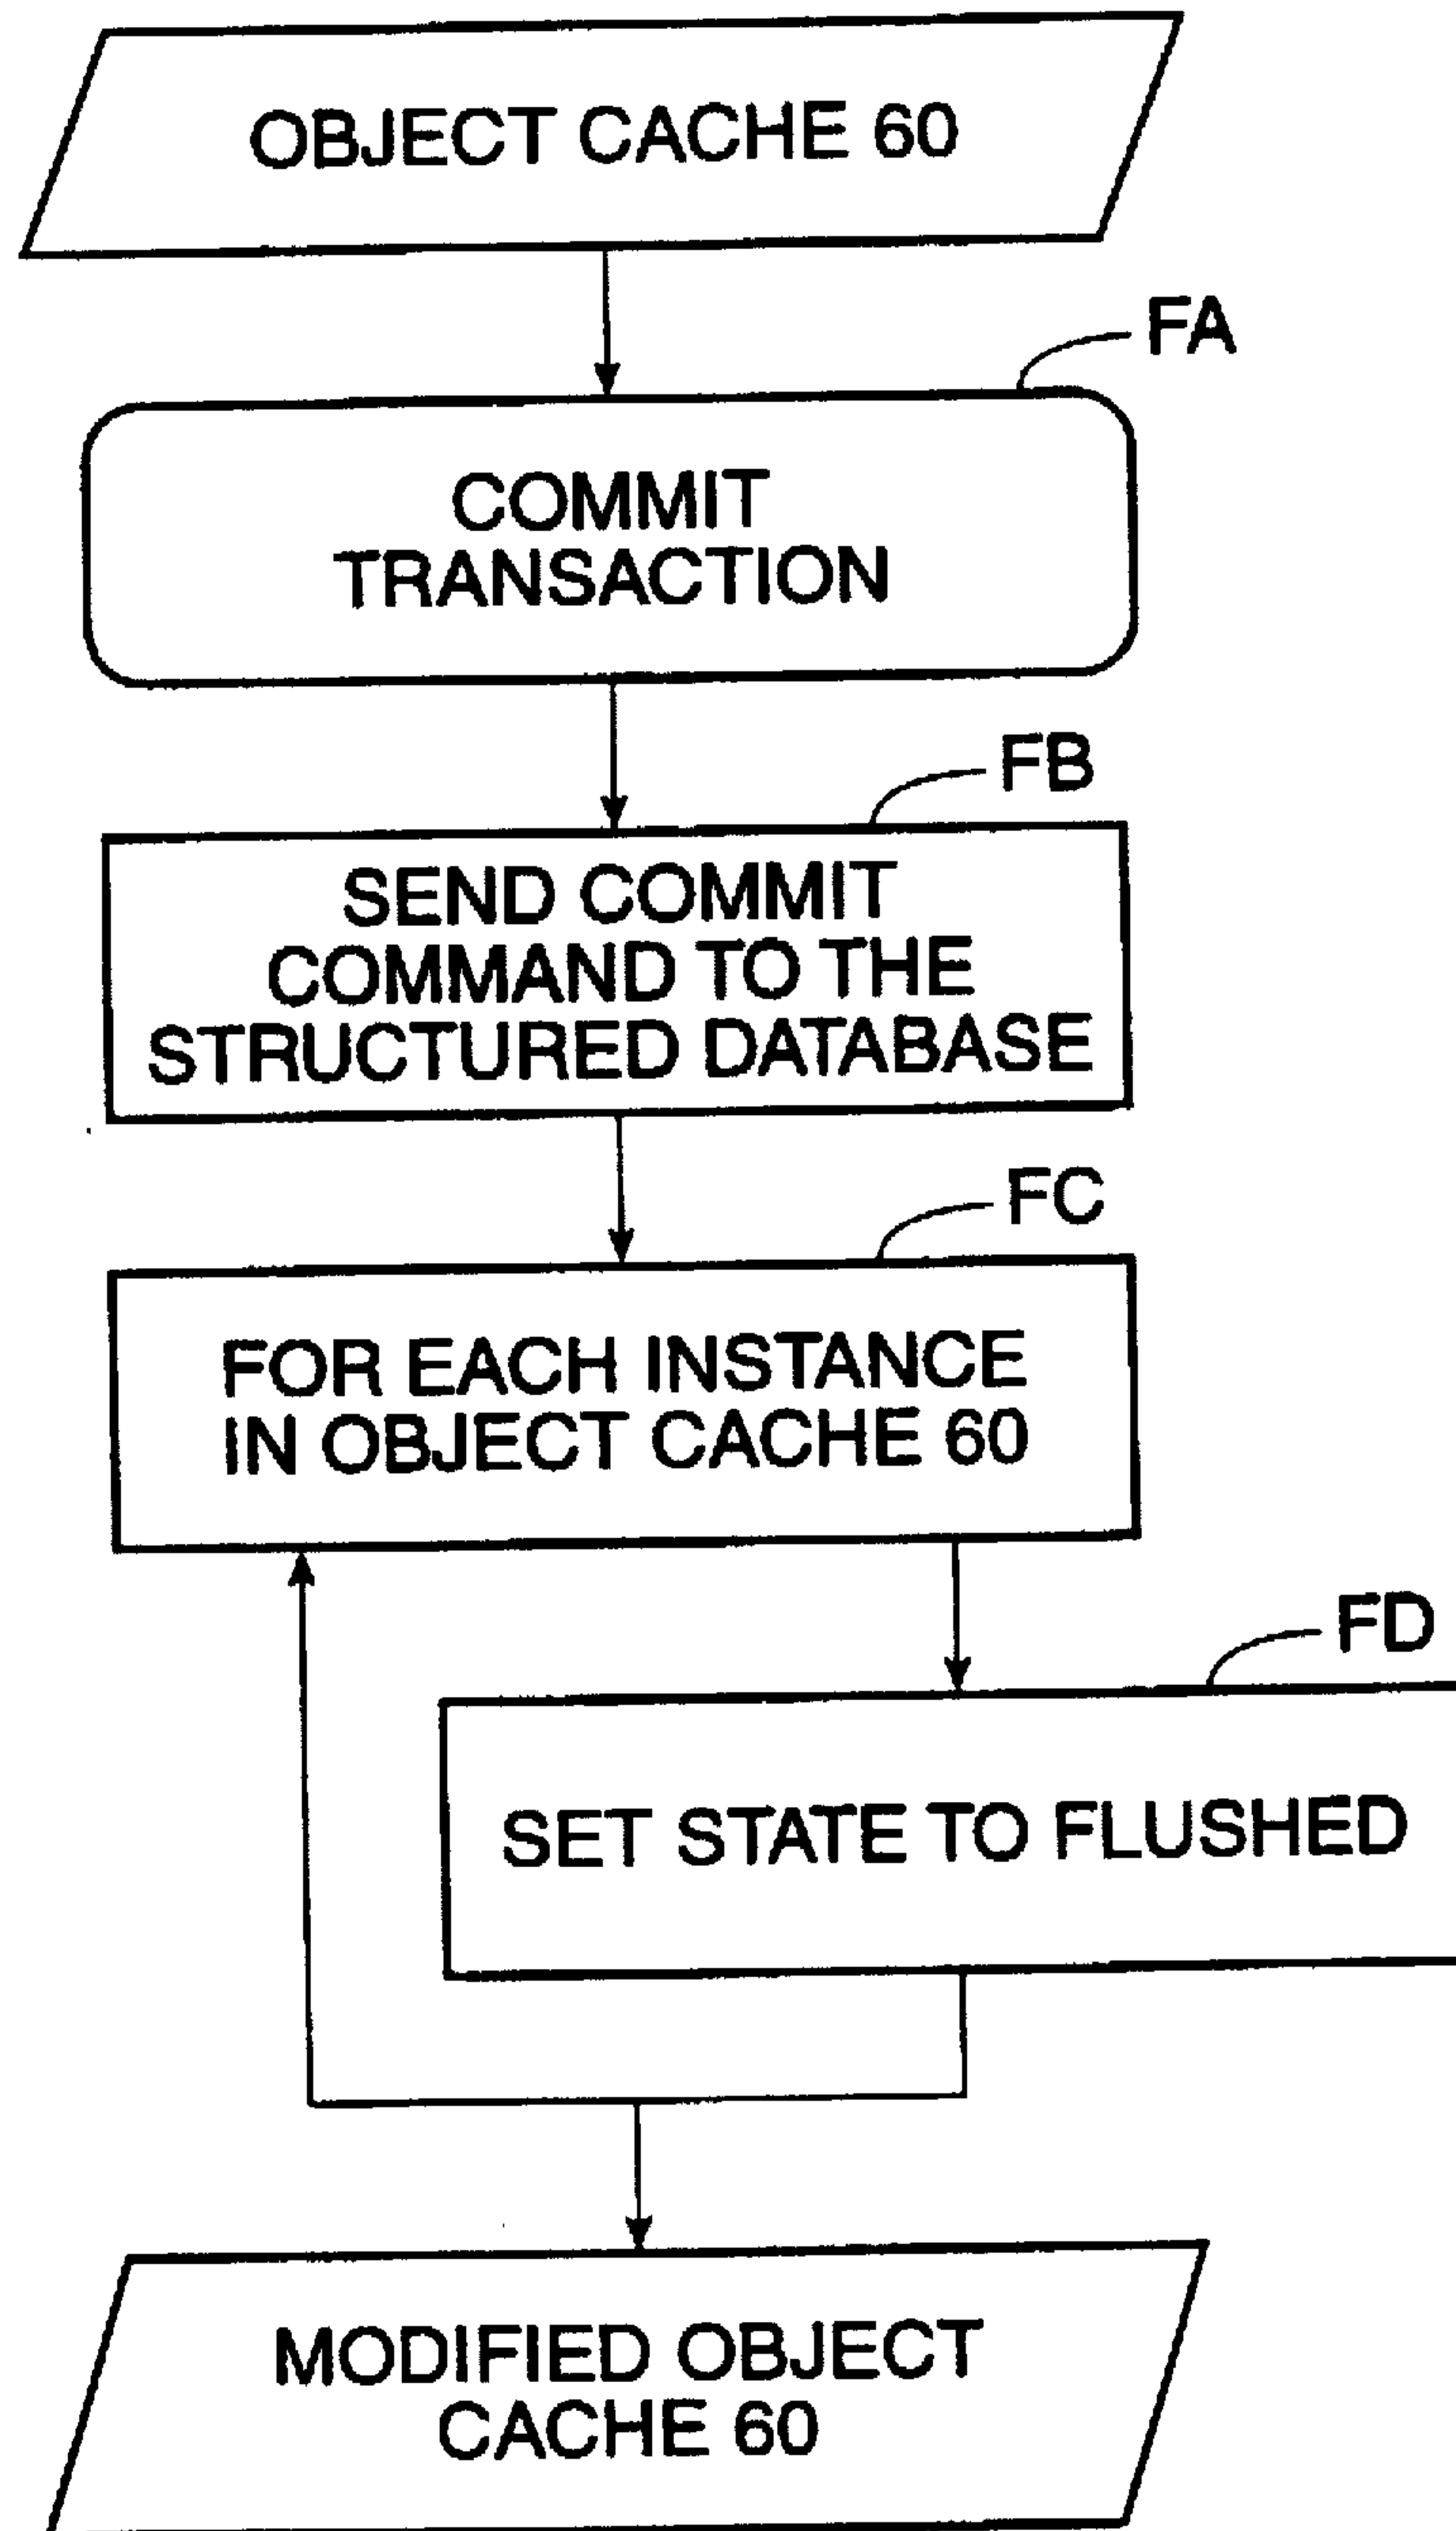 OBJECT CACHE 60
FA
COMMIT
TRANSACTION
FB
SEND COMMIT
COMMAND TO THE
STRUCTURED DATABASE
FC
FOR EACH INSTANCE
IN OBJECT CACHE 60
FD
SET STATE TO FLUSHED
MODIFIED OBJECT
CACHE 60